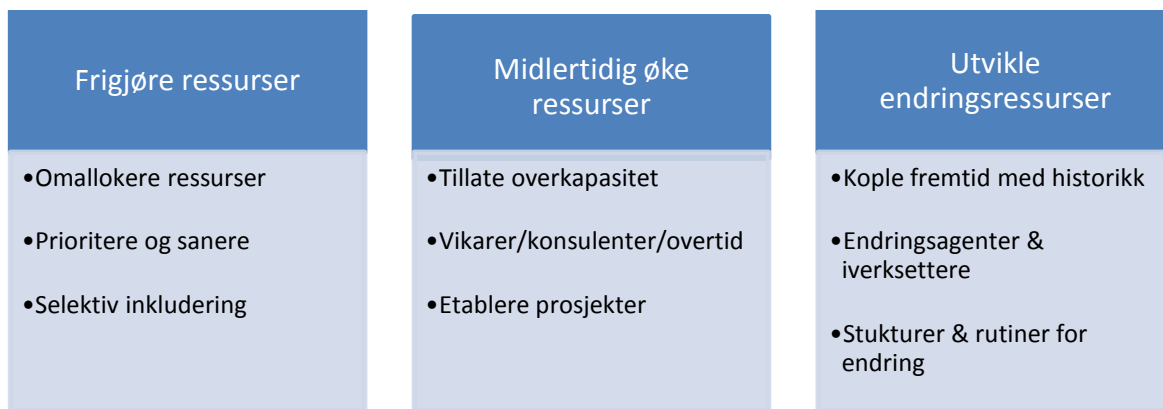 Frigjøre ressurser
•Omallokere ressurser
•Prioritere og sanere
•Selektiv inkludering
Midlertidig øke
ressurser
•Tillate overkapasitet
•Vikarer/konsulenter/overtid
•Etablere prosjekter
Utvikle
endringsressurser
•Kople fremtid med historikk
•Endringsagenter &
iverksettere
•Stukturer & rutiner for
endring